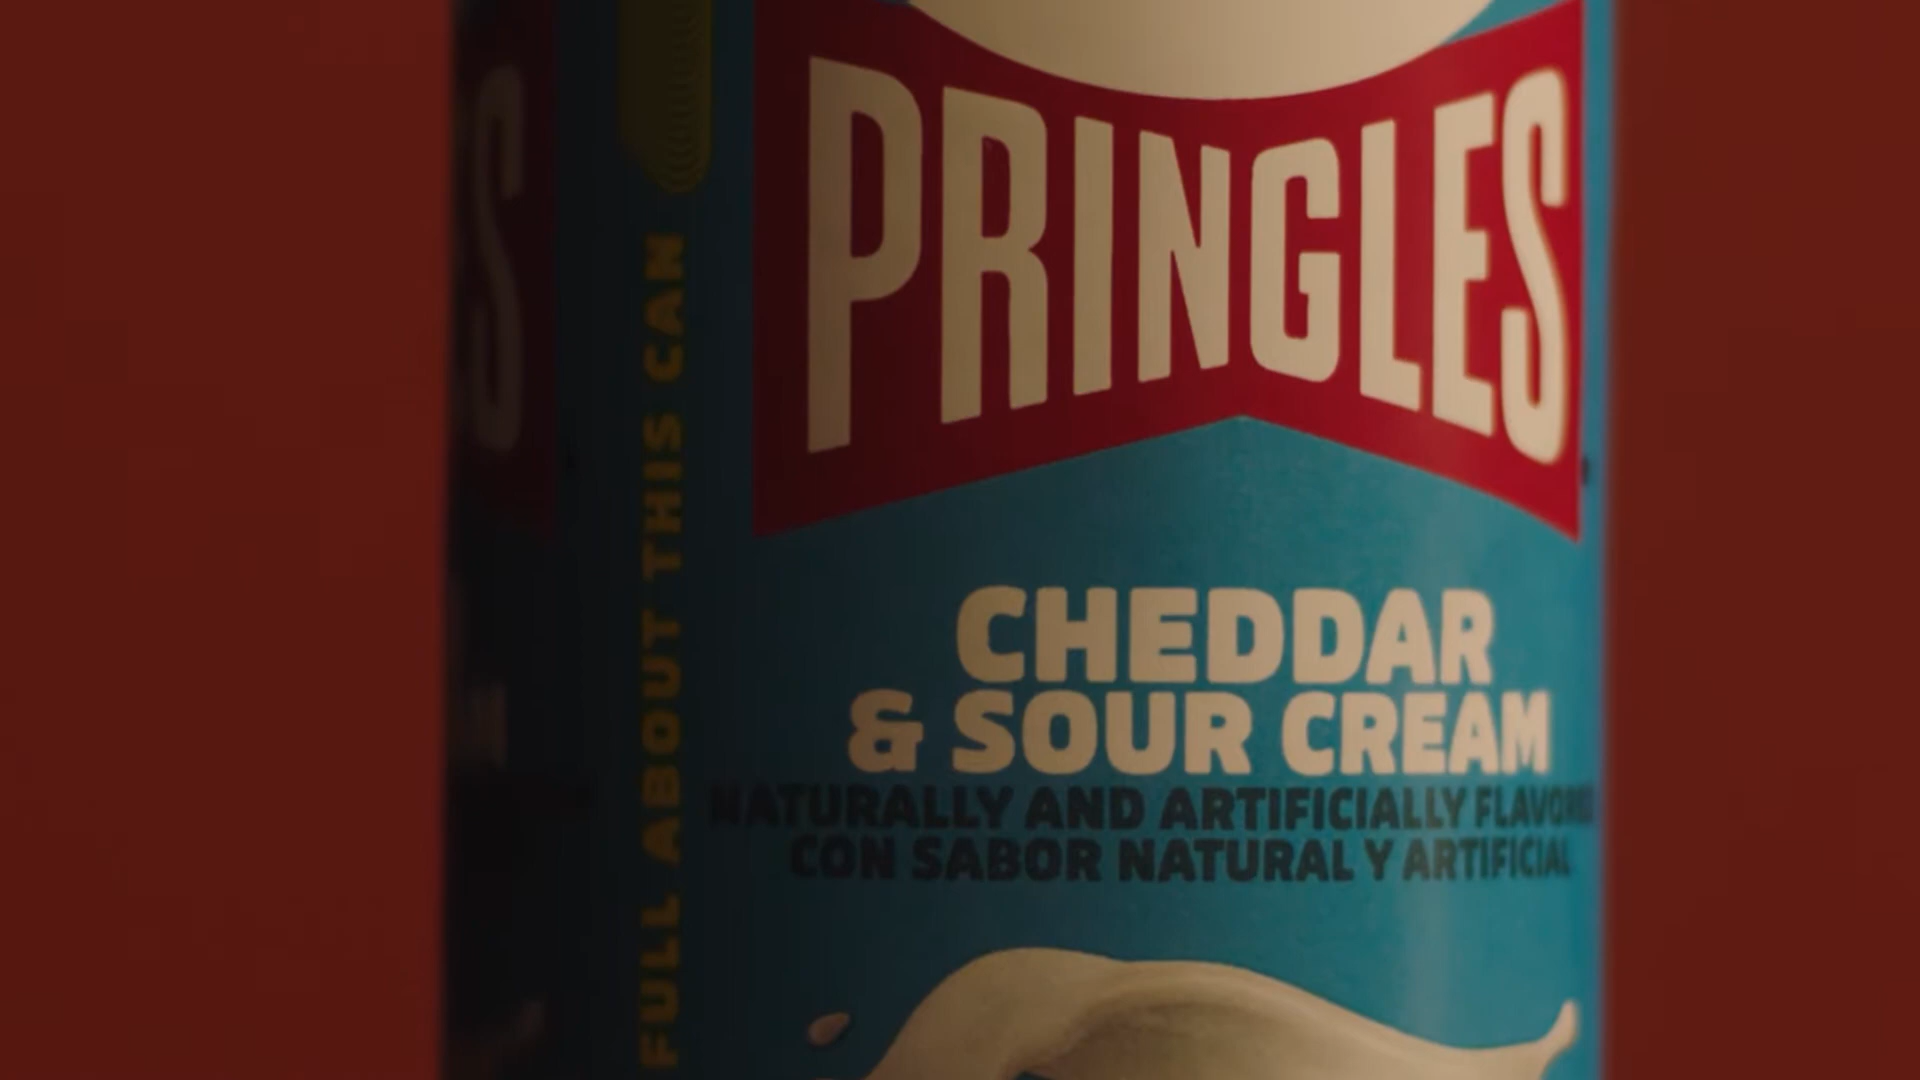 PRINGLES
CHEDDAR
& SOUR CREAM
NATURALLY AND ARTIFICIALLY
CON SABOR NATURAL Y ARTIFICIAL
FULL ABOUT THIS CAN
S